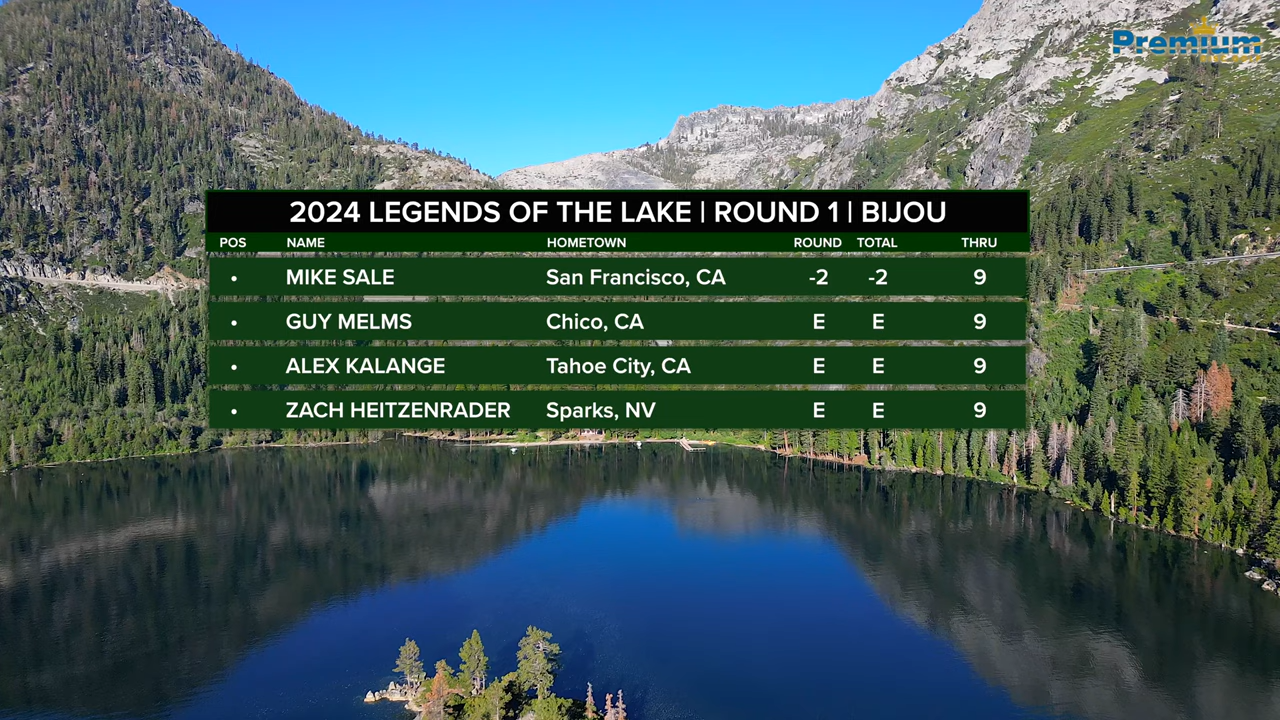 Premium
2024 LEGENDS OF THE LAKE | ROUND 1 | BIJOU
POS NAME HOMETOWN ROUND TOTAL THRU
• MIKE SALE San Francisco, CA -2 -2 9
• GUY MELMS Chico, CA E E 9
• ALEX KALANGE Tahoe City, CA E E 9
• ZACH HEITZENRADER Sparks, NV E E 9